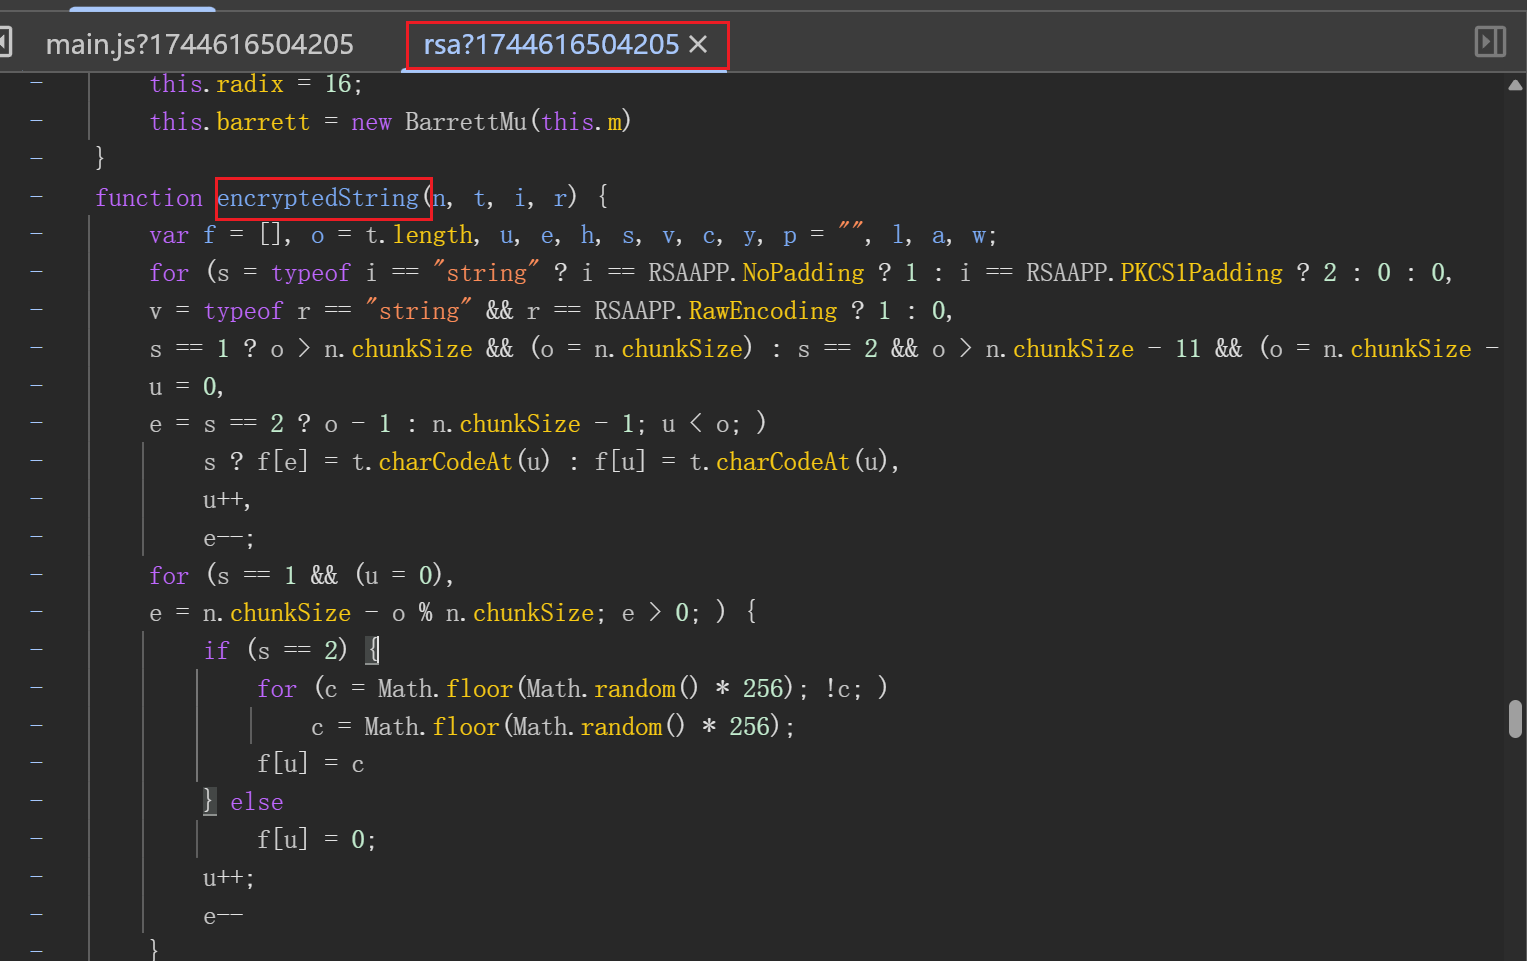 main.js?1744616504205 rsa?1744616504205 ×
this.radix = 16;
this.barrett = new BarrettMu(this.m)
}
function encryptedString(n, t, i, r) {
var f = [], o = t.length, u, e, h, s, v, c, y, p = "", l, a, w;
for (s = typeof i == "string" ? i == RSAAPP.NoPadding ? 1 : i == RSAAPP.PKCS1Padding ? 2 : 0 : 0,
v = typeof r == "string" && r == RSAAPP.RawEncoding ? 1 : 0,
s == 1 ? o > n.chunkSize && (o = n.chunkSize) : s == 2 && o > n.chunkSize - 11 && (o = n.chunkSize -
u = 0,
e = s == 2 ? o - 1 : n.chunkSize - 1; u < o; )
s ? f[e] = t.charCodeAt(u) : f[u] = t.charCodeAt(u),
u++,
e--;
for (s == 1 && (u = 0),
e = n.chunkSize - o % n.chunkSize; e > 0; ) {
if (s == 2) {
for (c = Math.floor(Math.random() * 256); !c; )
c = Math.floor(Math.random() * 256);
f[u] = c
} else
f[u] = 0;
u++;
e--
}